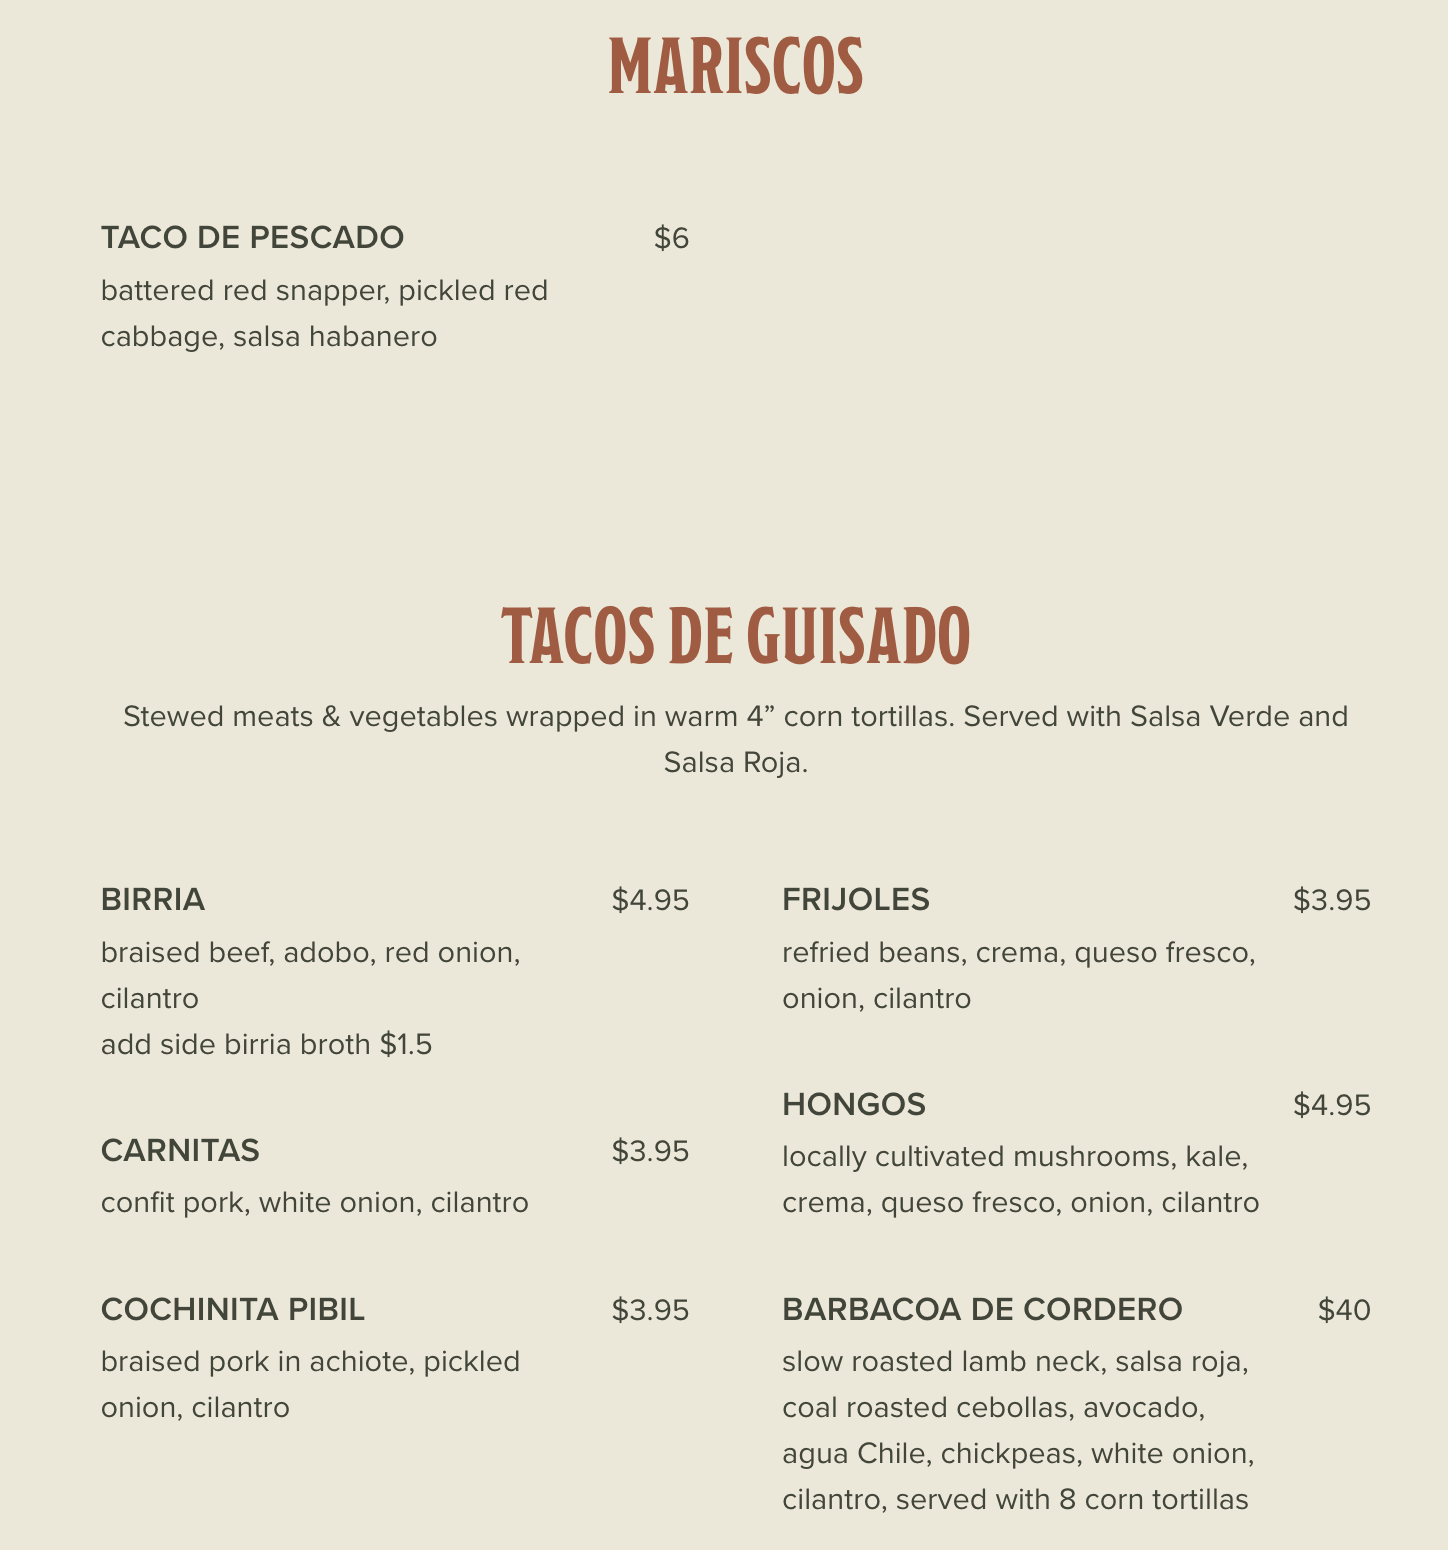 MARISCOS
TACO DE PESCADO $6
battered red snapper, pickled red
cabbage, salsa habanero
TACOS DE GUISADO
Stewed meats & vegetables wrapped in warm 4” corn tortillas. Served with Salsa Verde and
Salsa Roja.
BIRRIA $4.95
braised beef, adobo, red onion,
cilantro
add side birria broth $1.5
CARNITAS $3.95
confit pork, white onion, cilantro
COCHINITA PIBIL $3.95
braised pork in achiote, pickled
onion, cilantro
FRIJOLES $3.95
refried beans, crema, queso fresco,
onion, cilantro
HONGOS $4.95
locally cultivated mushrooms, kale,
crema, queso fresco, onion, cilantro
BARBACOA DE CORDERO $40
slow roasted lamb neck, salsa roja,
coal roasted cebollas, avocado,
agua Chile, chickpeas, white onion,
cilantro, served with 8 corn tortillas